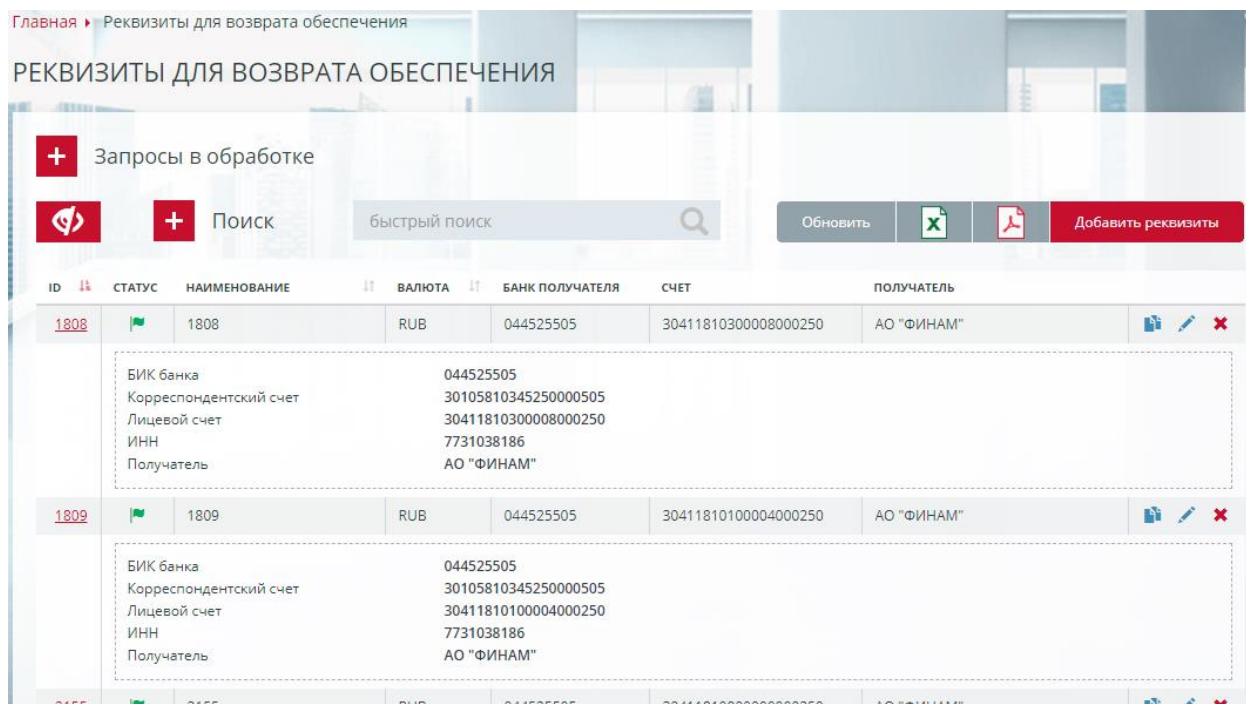 Главная Реквизиты для возврата обеспечения
РЕКВИЗИТЫ ДЛЯ ВОЗВРАТА ОБЕСПЕЧЕНИЯ
Запросы в обработке
Поиск быстрый поиск Обновить Добавить реквизиты
ID СТАТУС НАИМЕНОВАНИЕ ВАЛЮТА БАНК ПОЛУЧАТЕЛЯ СЧЕТ ПОЛУЧАТЕЛЬ
1808 1808 RUB 044525505 30411810300008000250 АО "ФИНАМ"
БИК банка 044525505
Корреспондентский счет 30105810345250000505
Лицевой счет 30411810300008000250
ИНН 7731038186
Получатель АО "ФИНАМ"
1809 1809 RUB 044525505 30411810100004000250 АО "ФИНАМ"
БИК банка 044525505
Корреспондентский счет 30105810345250000505
Лицевой счет 30411810100004000250
ИНН 7731038186
Получатель АО "ФИНАМ"